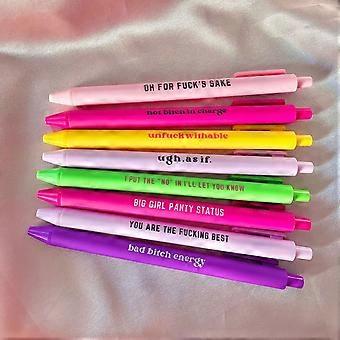 OH FOR FUCK'S SAKE
hot bitch in charge
unfuckwithable
ugh, as if.
I PUT THE "NO" IN I'LL LET YOU KNOW
BIG GIRL PANTY STATUS
YOU ARE THE FUCKING BEST
bad bitch energy